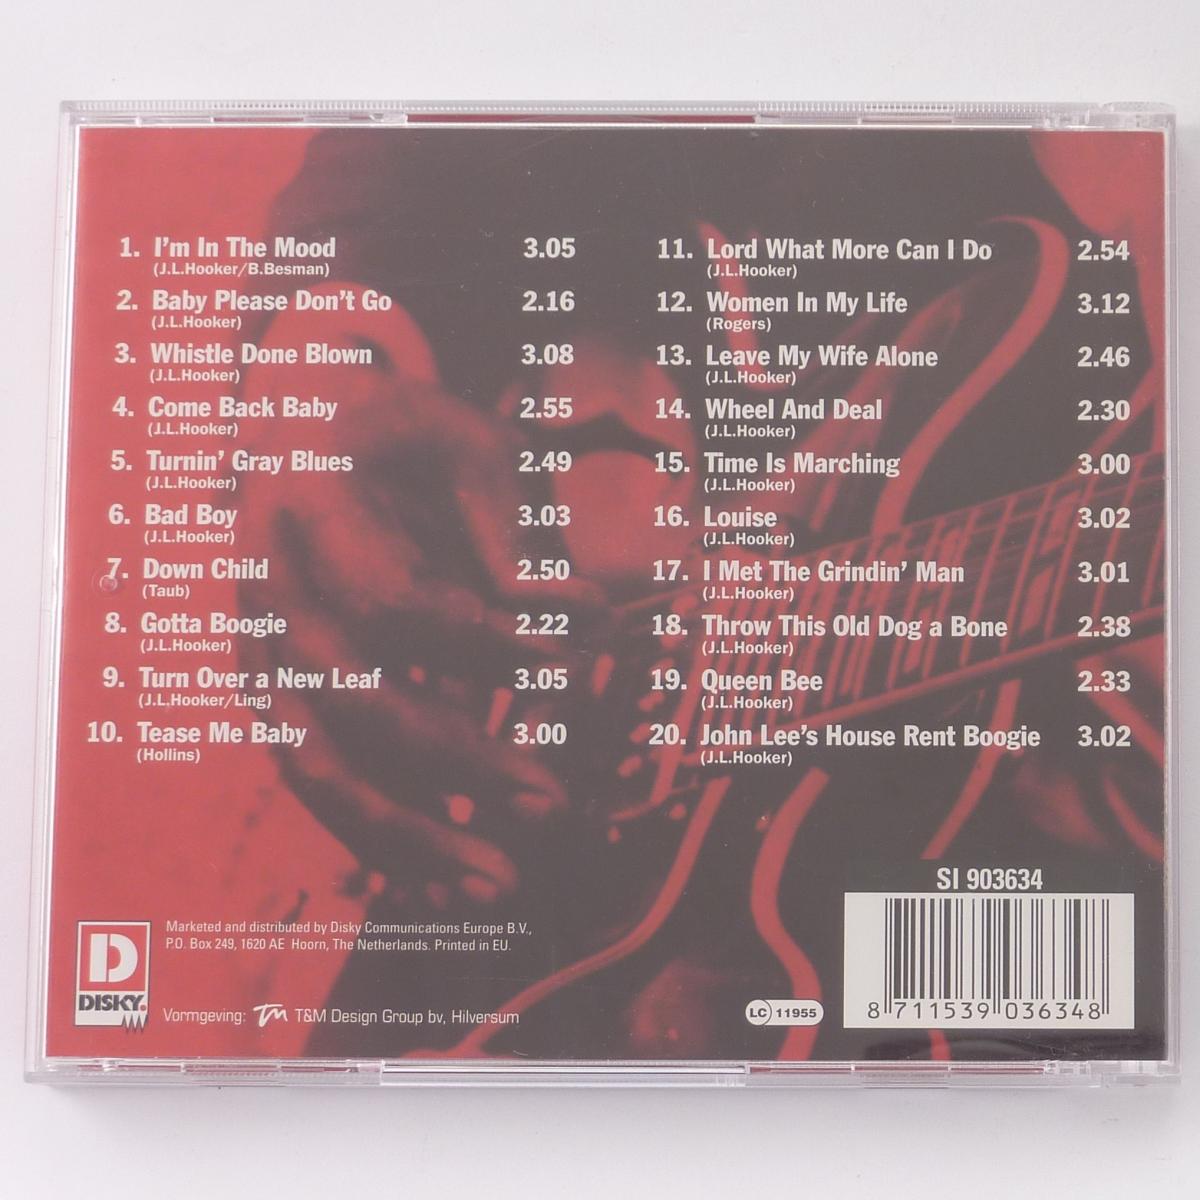 1. I'm In The Mood 3.05
(J.L.Hooker/B.Besman)
2. Baby Please Don't Go 2.16
(J.L.Hooker)
3. Whistle Done Blown 3.08
(J.L.Hooker)
4. Come Back Baby 2.55
(J.L.Hooker)
5. Turnin' Gray Blues 2.49
(J.L.Hooker)
6. Bad Boy 3.03
(J.L.Hooker)
7. Down Child 2.50
(Taub)
8. Gotta Boogie 2.22
(J.L.Hooker)
9. Turn Over a New Leaf 3.05
(J.L.Hooker/Ling)
10. Tease Me Baby 3.00
(Hollins)
11. Lord What More Can I Do 2.54
(J.L.Hooker)
12. Women In My Life 3.12
(Rogers)
13. Leave My Wife Alone 2.46
(J.L.Hooker)
14. Wheel And Deal 2.30
(J.L.Hooker)
15. Time Is Marching 3.00
(J.L.Hooker)
16. Louise 3.02
(J.L.Hooker)
17. I Met The Grindin' Man 3.01
(J.L.Hooker)
18. Throw This Old Dog a Bone 2.38
(J.L.Hooker)
19. Queen Bee 2.33
(J.L.Hooker)
20. John Lee's House Rent Boogie 3.02
(J.L.Hooker)
D
DISKY.
Marketed and distributed by Disky Communications Europe B.V.,
P.O. Box 249, 1620 AE Hoorn, The Netherlands. Printed in EU.
Vormgeving: TM T&M Design Group bv, Hilversum
LC 11955
SI 903634
8 711539 036348